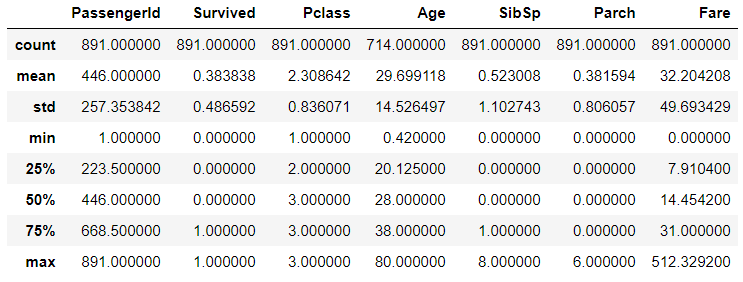 PassengerId Survived Pclass Age SibSp Parch Fare
count 891.000000 891.000000 891.000000 714.000000 891.000000 891.000000 891.000000
mean 446.000000 0.383838 2.308642 29.699118 0.523008 0.381594 32.204208
std 257.353842 0.486592 0.836071 14.526497 1.102743 0.806057 49.693429
min 1.000000 0.000000 1.000000 0.420000 0.000000 0.000000 0.000000
25% 223.500000 0.000000 2.000000 20.125000 0.000000 0.000000 7.910400
50% 446.000000 0.000000 3.000000 28.000000 0.000000 0.000000 14.454200
75% 668.500000 1.000000 3.000000 38.000000 1.000000 0.000000 31.000000
max 891.000000 1.000000 3.000000 80.000000 8.000000 6.000000 512.329200